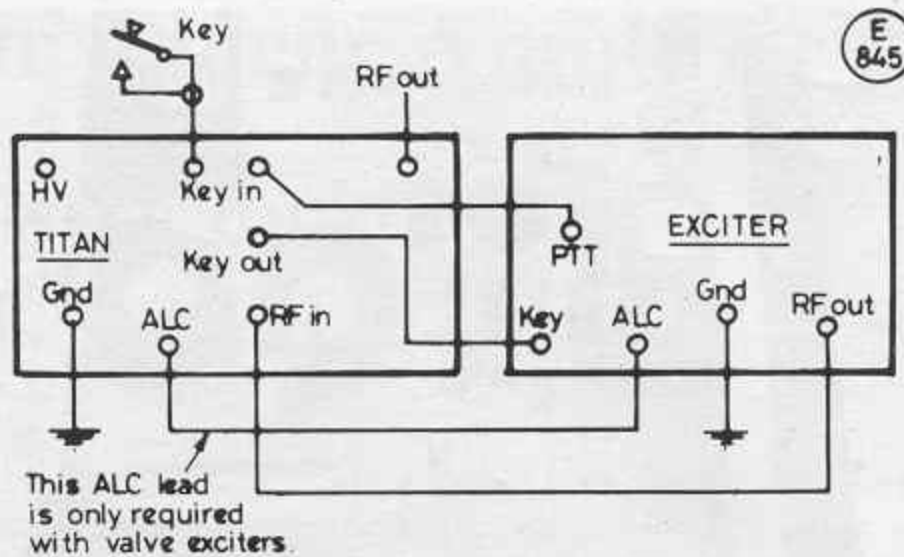 Key
RF out
E
845
HV
Key in
TITAN
Key out
PTT
EXCITER
Gnd
ALC
RF in
Key
ALC
Gnd
RF out
This ALC lead
is only required
with valve exciters.